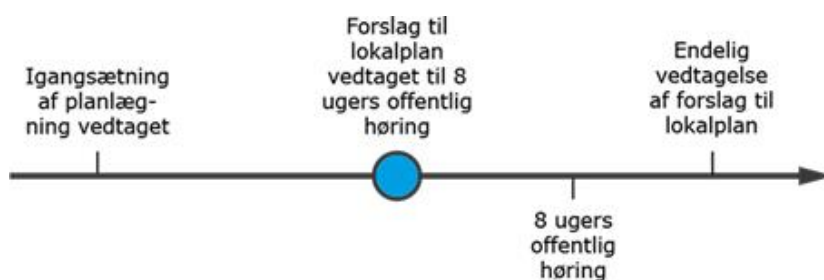 Igangsætning
af planlæg-
ning vedtaget
Forslag til
lokalplan
vedtaget til 8
ugers offentlig
høring
8 ugers
offentlig
høring
Endelig
vedtagelse
af forslag til
lokalplan